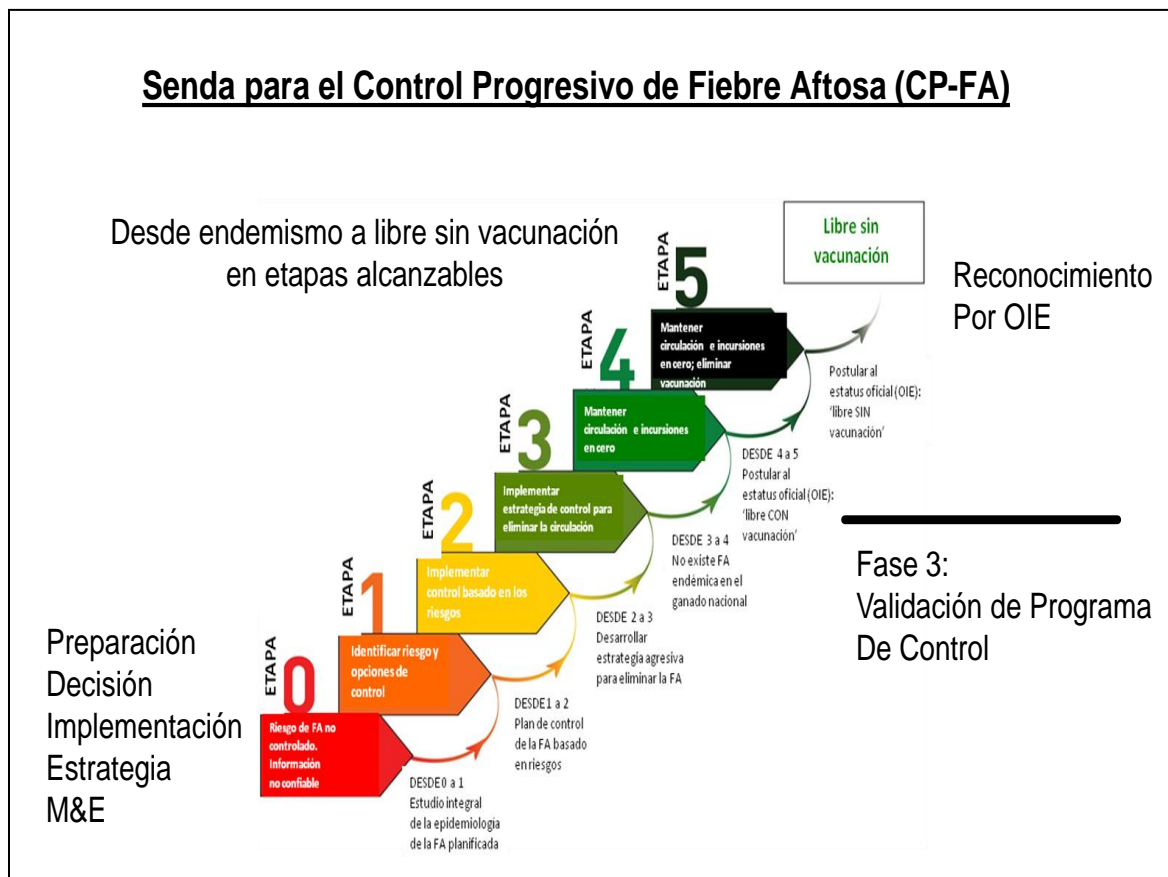 Senda para el Control Progresivo de Fiebre Aftosa (CP-FA)
Desde endemismo a libre sin vacunación
en etapas alcanzables
Libre sin
vacunación
Reconocimiento
Por OIE
ETAPA
5
Mantener
circulación e incursiones
en cero; eliminar
vacunación
Postular al
estatus oficial (OIE):
‘libre SIN
vacunación’
ETAPA
4
Mantener
circulación e incursiones
en cero
DESDE 4 a 5
Postular al
estatus oficial (OIE):
‘libre CON
vacunación’
ETAPA
3
Implementar
estrategia de control para
eliminar la circulación
DESDE 3 a 4
No existe FA
endémica en el
ganado nacional
Fase 3:
Validación de Programa
De Control
ETAPA
2
Implementar
control basado en los
riesgos
DESDE 2 a 3
Desarrollar
estrategia agresiva
para eliminar la FA
ETAPA
1
Identificar riesgo y
opciones de
control
DESDE 1 a 2
Plan de control
de la FA basado
en riesgos
ETAPA
0
Riesgo de FA no
controlado.
Información
no confiable
DESDE 0 a 1
Estudio integral
de la epidemiologia
de la FA planificada
Preparación
Decisión
Implementación
Estrategia
M&E